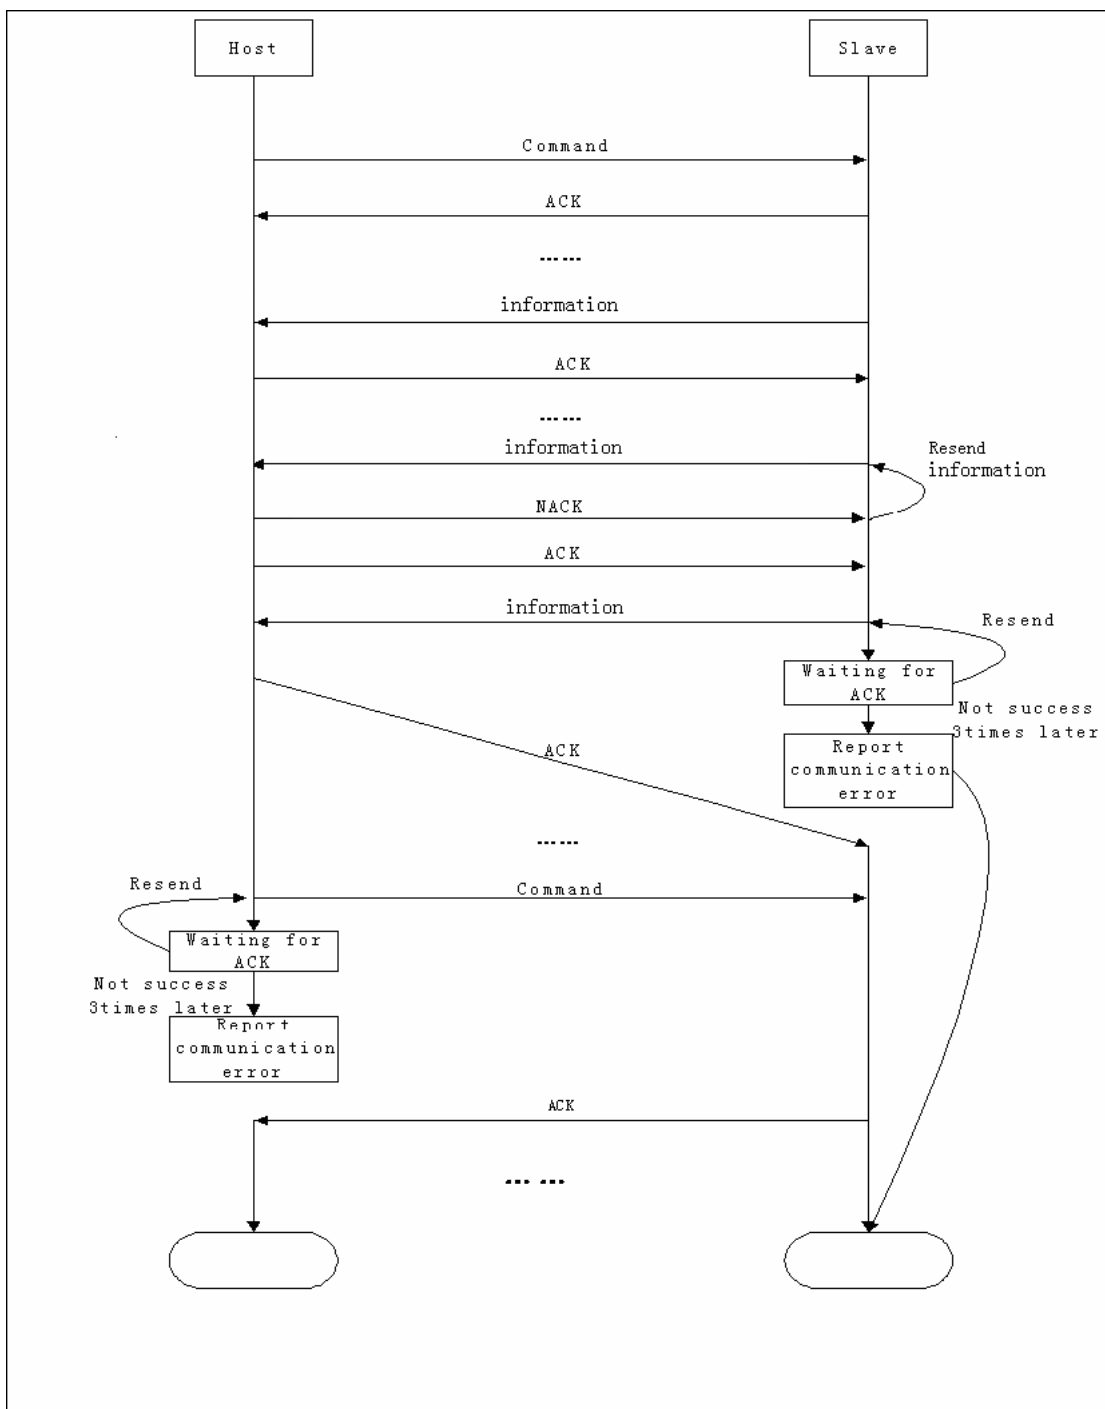 Host
Slave
Command
ACK
......
information
ACK
......
information
Resend
information
NACK
ACK
information
Resend
Waiting for
ACK
Not success
3times later
ACK
Report
communication
error
......
Resend
Command
Waiting for
ACK
Not success
3times later
Report
communication
error
ACK
... ...